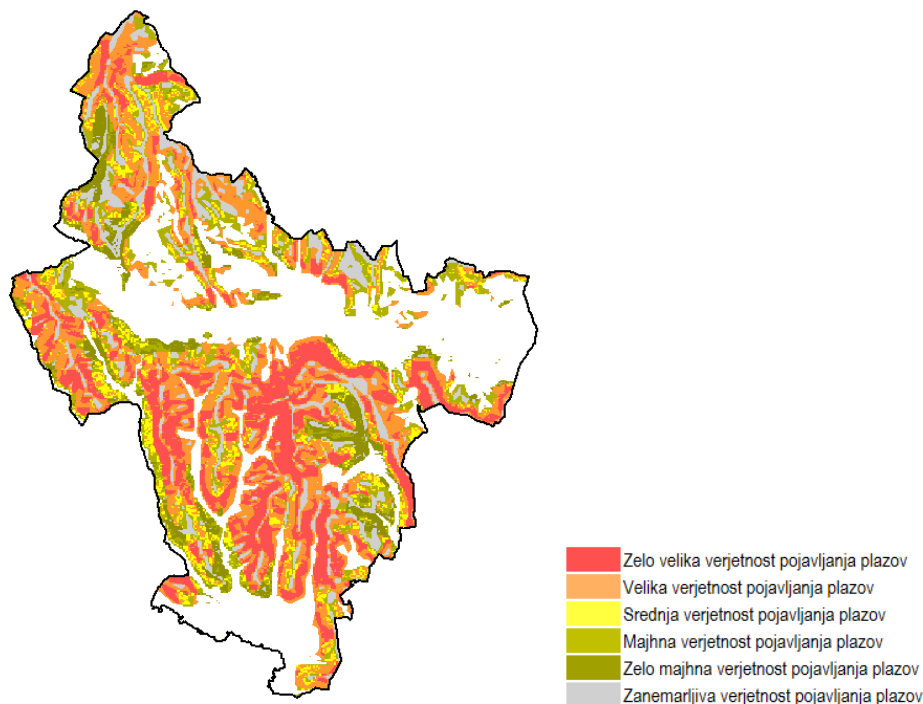 Zelo velika verjetnost pojavljanja plazov
Velika verjetnost pojavljanja plazov
Srednja verjetnost pojavljanja plazov
Majhna verjetnost pojavljanja plazov
Zelo majhna verjetnost pojavljanja plazov
Zanemarljiva verjetnost pojavljanja plazov